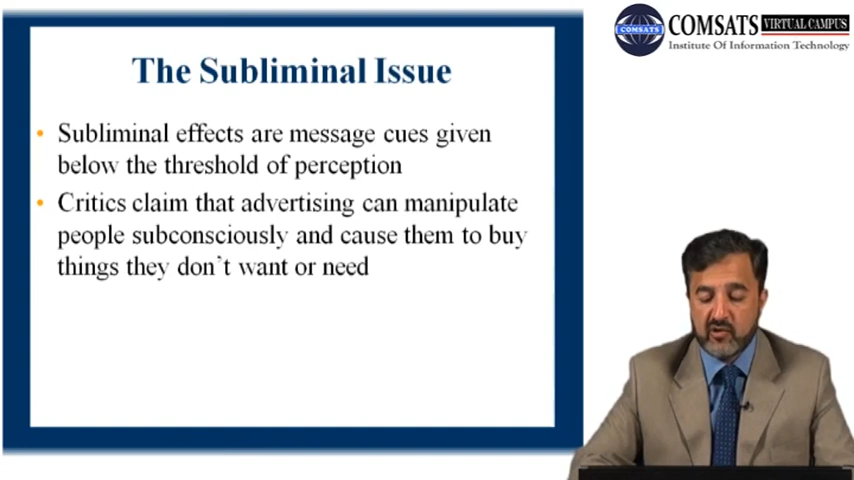 The Subliminal Issue
• Subliminal effects are message cues given
below the threshold of perception
• Critics claim that advertising can manipulate
people subconsciously and cause them to buy
things they don't want or need
COMSATS
COMSATS VIRTUAL CAMPUS
Institute Of Information Technology